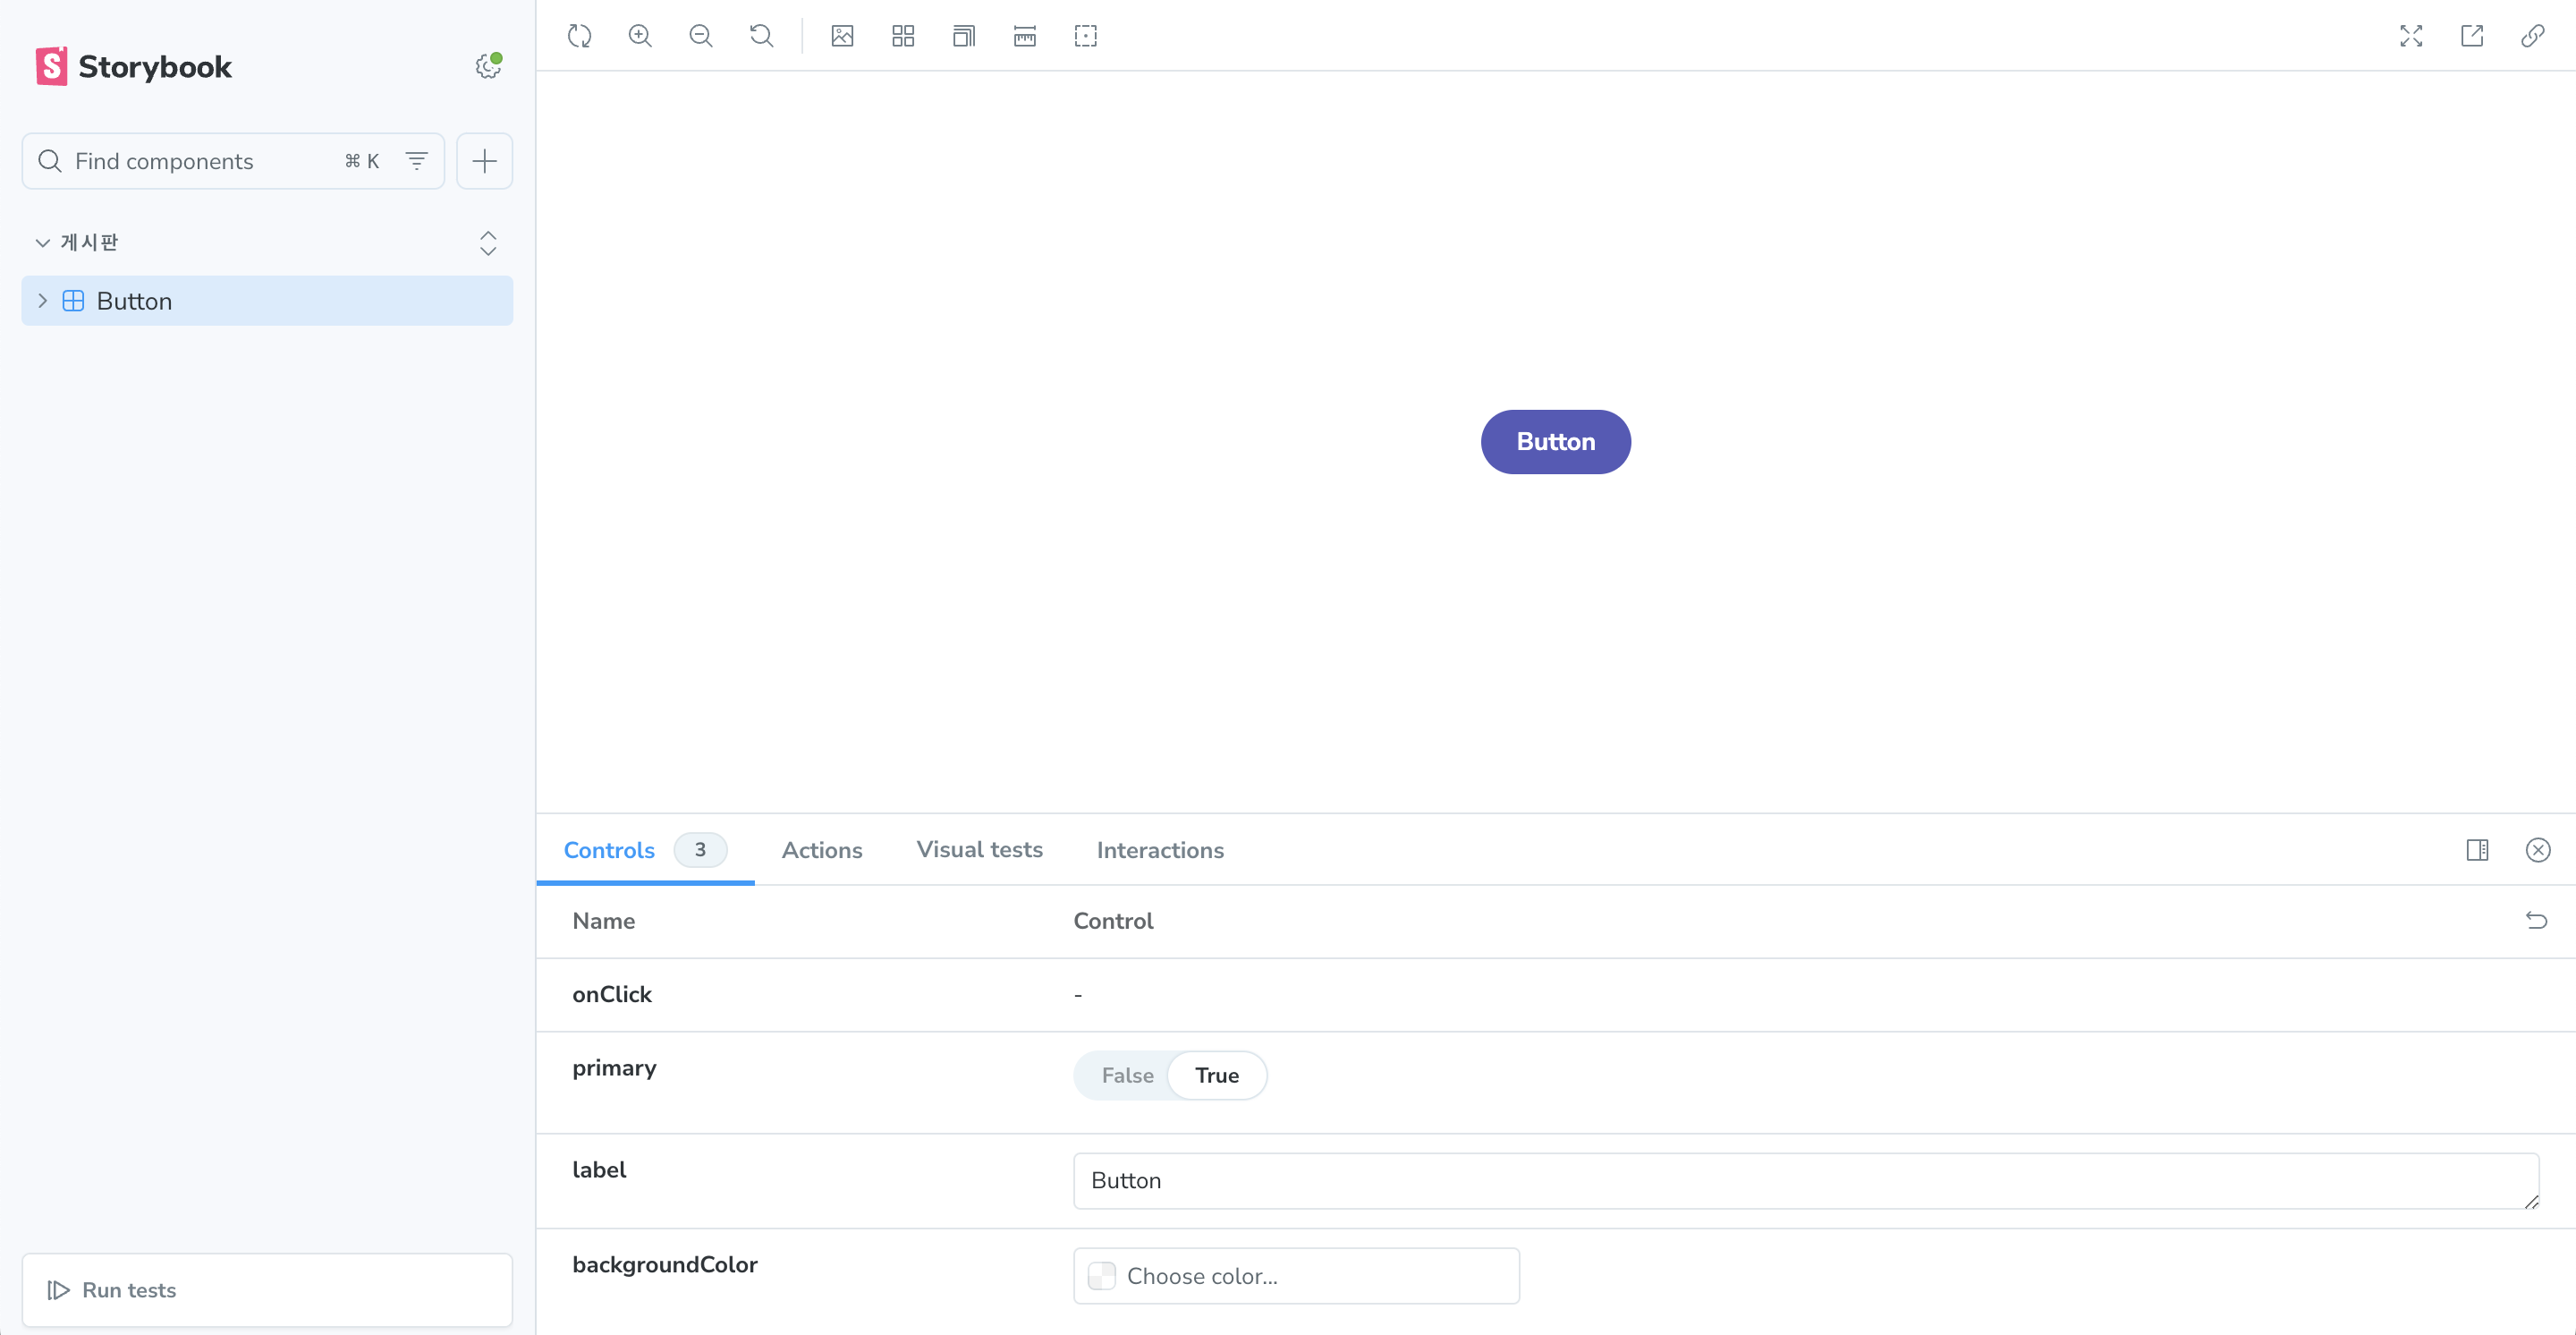 Storybook
Find components
⌘ K
게시판
Button
Run tests
Button
Controls 3 Actions Visual tests Interactions
Name Control
onClick -
primary False True
label Button
backgroundColor Choose color...